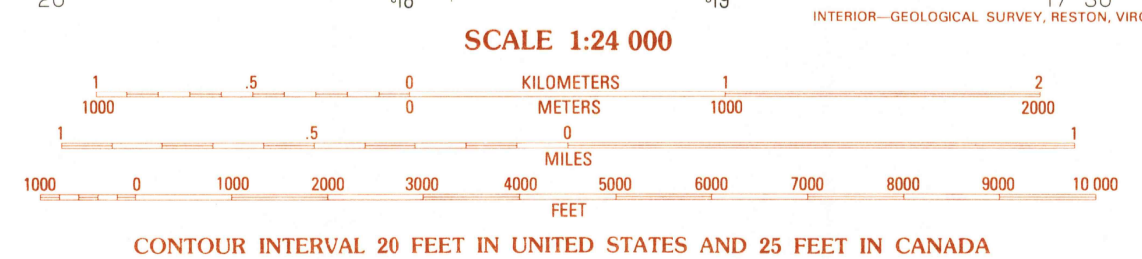 INTERIOR—GEOLOGICAL SURVEY, RESTON,
SCALE 1:24 000
1 .5 0 KILOMETERS 1 2
1000 0 METERS 1000 2000
1 .5 0 1
MILES
1000 0 1000 2000 3000 4000 5000 6000 7000 8000 9000 10 000
FEET
CONTOUR INTERVAL 20 FEET IN UNITED STATES AND 25 FEET IN CANADA